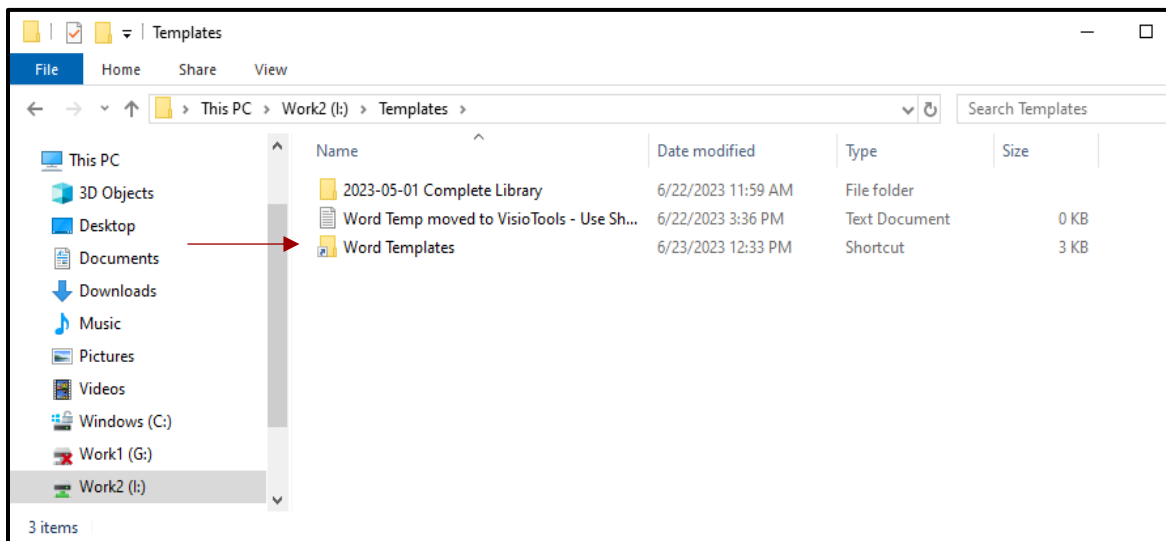 Templates
File Home Share View
This PC > Work2 (I:) > Templates > Search Templates
Name Date modified Type Size
This PC
3D Objects
Desktop
Documents
Downloads
Music
Pictures
Videos
Windows (C:)
Work1 (G:)
Work2 (I:)
2023-05-01 Complete Library 6/22/2023 11:59 AM File folder
Word Temp moved to VisioTools - Use Sh... 6/22/2023 3:36 PM Text Document 0 KB
Word Templates 6/23/2023 12:33 PM Shortcut 3 KB
3 items